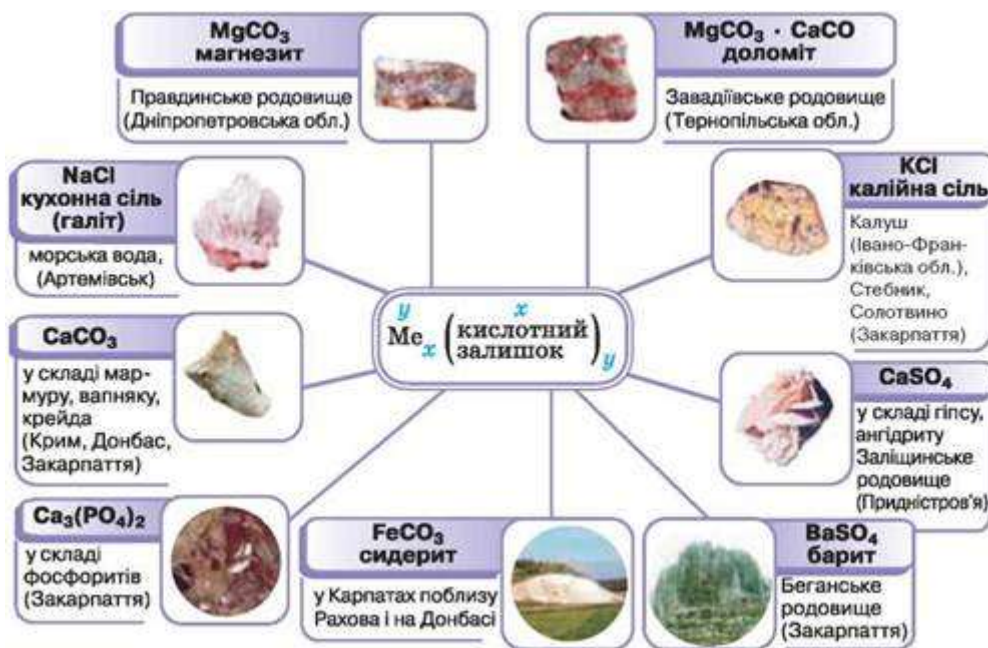 MgCO₃
магнезит
Правдинське родовище
(Дніпропетровська обл.)
MgCO₃ · CaCO
доломіт
Завадіївське родовище
(Тернопільська обл.)
NaCl
кухонна сіль
(галіт)
морська вода,
(Артемівськ)
KCl
калійна сіль
Калуш
(Івано-Фран-
ківська обл.),
Стебник,
Солотвино
(Закарпаття)
y x
Meₓ (кислотний
залишок)y
CaCO₃
у складі мар-
муру, вапняку,
крейда
(Крим, Донбас,
Закарпаття)
CaSO₄
у складі гіпсу,
ангідриту
Заліщинське
родовище
(Придністров'я)
Ca₃(PO₄)₂
у складі
фосфоритів
(Закарпаття)
FeCO₃
сидерит
у Карпатах поблизу
Рахова і на Донбасі
BaSO₄
барит
Беганське
родовище
(Закарпаття)